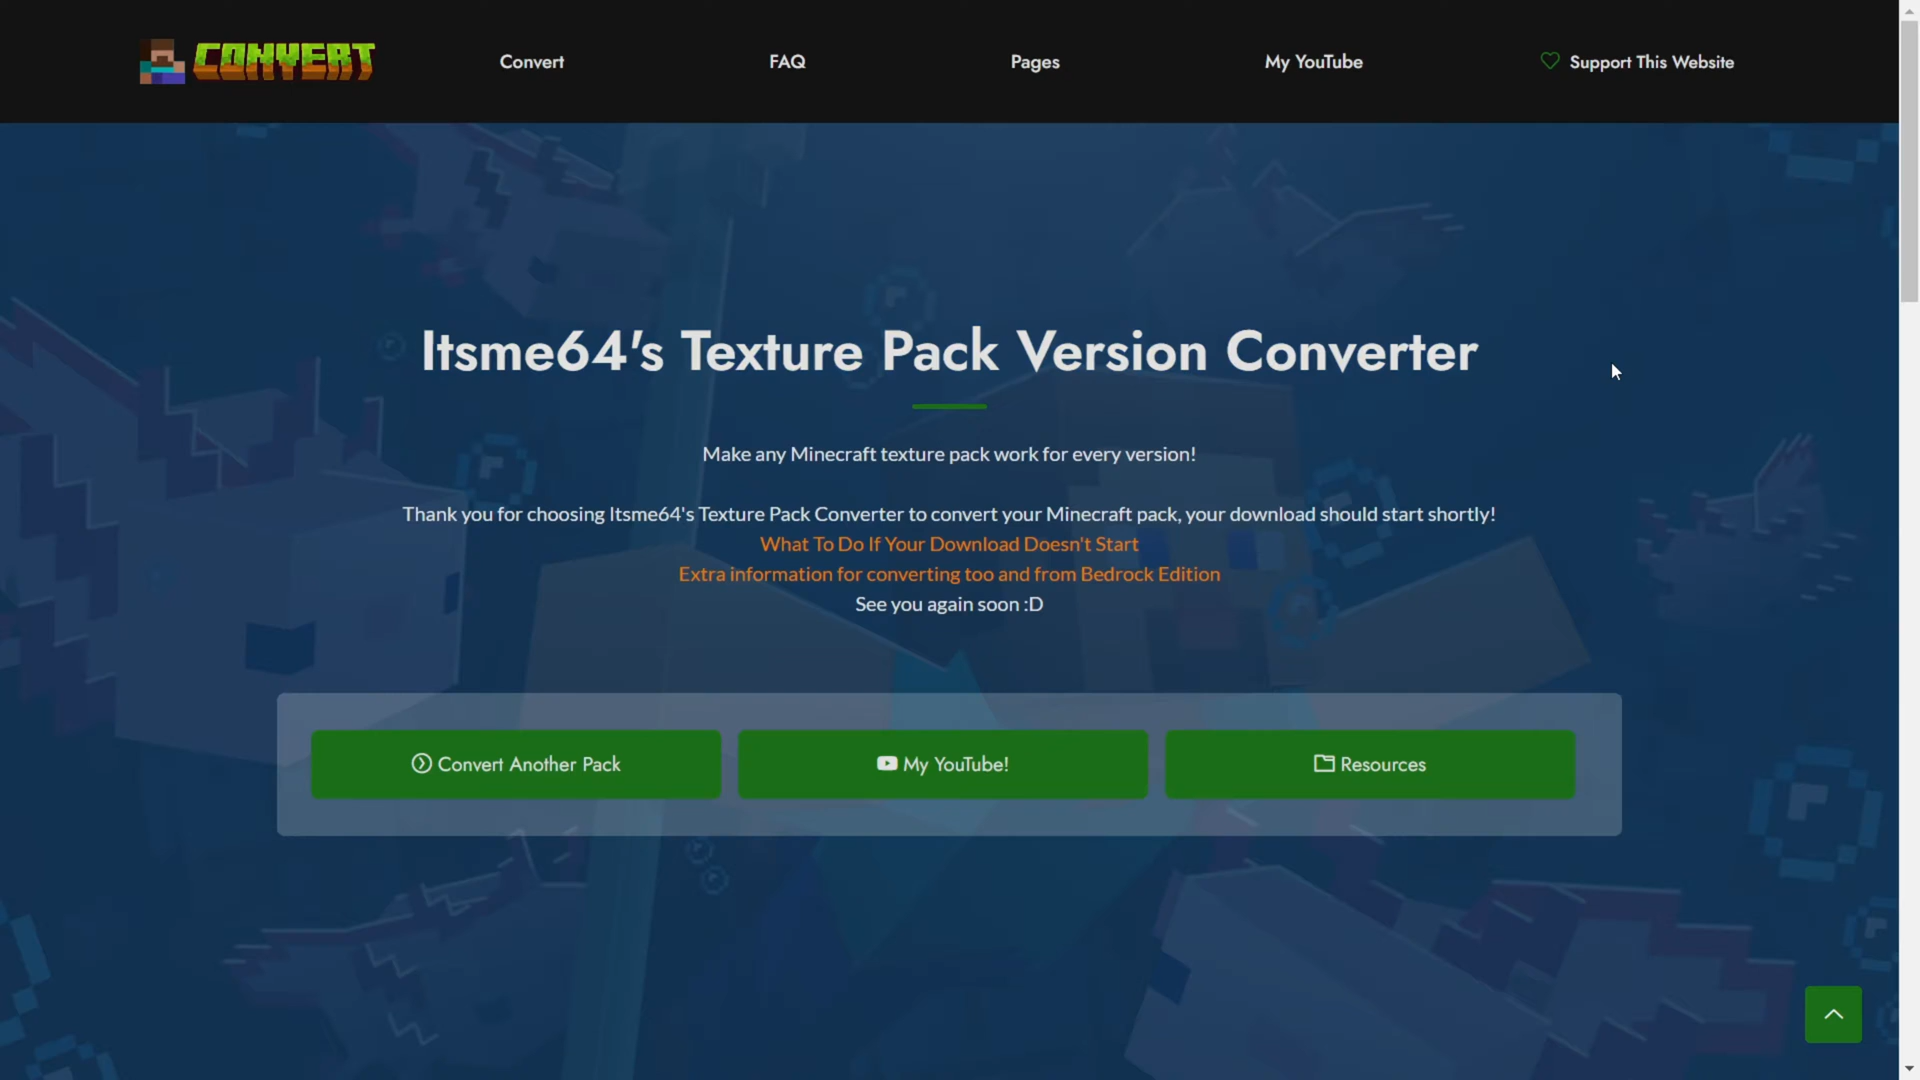 CONVERT
Convert
FAQ
Pages
My YouTube
Support This Website
Itsme64's Texture Pack Version Converter
Make any Minecraft texture pack work for every version!
Thank you for choosing Itsme64's Texture Pack Converter to convert your Minecraft pack, your download should start shortly!
What To Do If Your Download Doesn't Start
Extra information for converting too and from Bedrock Edition
See you again soon :D
Convert Another Pack
My YouTube!
Resources